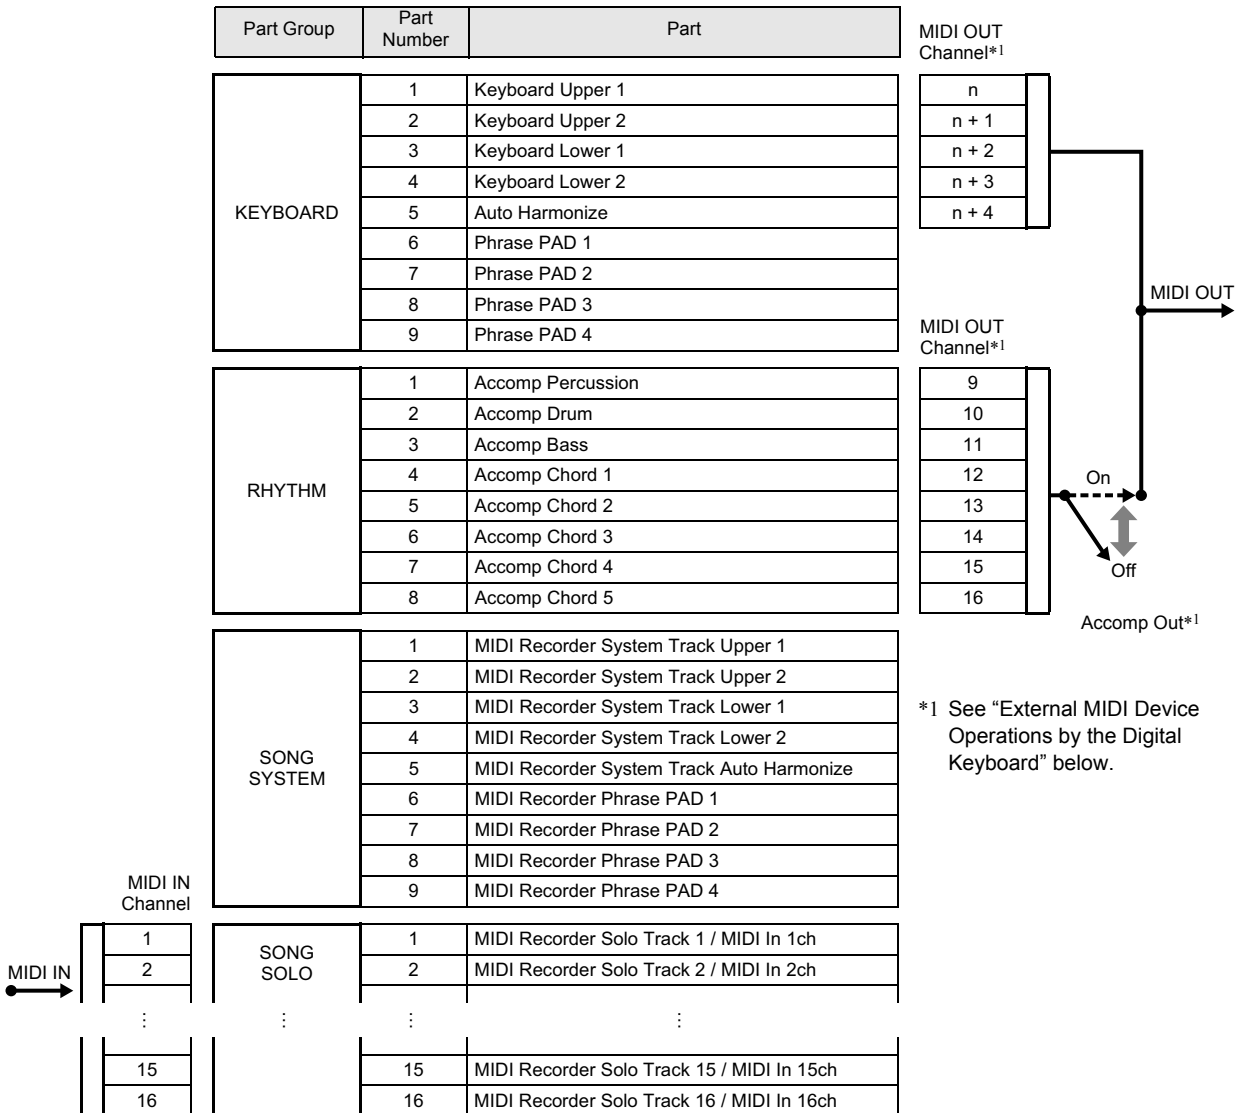 Part Group Part Number Part
MIDI OUT Channel*1
KEYBOARD
1 Keyboard Upper 1 n
2 Keyboard Upper 2 n + 1
3 Keyboard Lower 1 n + 2
4 Keyboard Lower 2 n + 3
5 Auto Harmonize n + 4
6 Phrase PAD 1
7 Phrase PAD 2
8 Phrase PAD 3
9 Phrase PAD 4
MIDI OUT
MIDI OUT Channel*1
RHYTHM
1 Accomp Percussion 9
2 Accomp Drum 10
3 Accomp Bass 11
4 Accomp Chord 1 12
5 Accomp Chord 2 13
6 Accomp Chord 3 14
7 Accomp Chord 4 15
8 Accomp Chord 5 16
On
Off
Accomp Out*1
SONG SYSTEM
1 MIDI Recorder System Track Upper 1
2 MIDI Recorder System Track Upper 2
3 MIDI Recorder System Track Lower 1
4 MIDI Recorder System Track Lower 2
5 MIDI Recorder System Track Auto Harmonize
6 MIDI Recorder Phrase PAD 1
7 MIDI Recorder Phrase PAD 2
8 MIDI Recorder Phrase PAD 3
9 MIDI Recorder Phrase PAD 4
*1 See “External MIDI Device
Operations by the Digital
Keyboard” below.
MIDI IN Channel
MIDI IN
SONG SOLO
1 1 MIDI Recorder Solo Track 1 / MIDI In 1ch
2 2 MIDI Recorder Solo Track 2 / MIDI In 2ch
⋮ ⋮ ⋮ ⋮
15 15 MIDI Recorder Solo Track 15 / MIDI In 15ch
16 16 MIDI Recorder Solo Track 16 / MIDI In 16ch